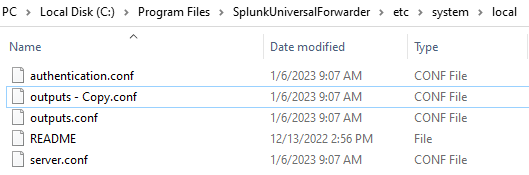 PC > Local Disk (C:) > Program Files > SplunkUniversalForwarder > etc > system > local
Name Date modified Type
authentication.conf 1/6/2023 9:07 AM CONF File
outputs - Copy.conf 1/6/2023 9:07 AM CONF File
outputs.conf 1/6/2023 9:07 AM CONF File
README 12/13/2022 2:56 PM File
server.conf 1/6/2023 9:07 AM CONF File